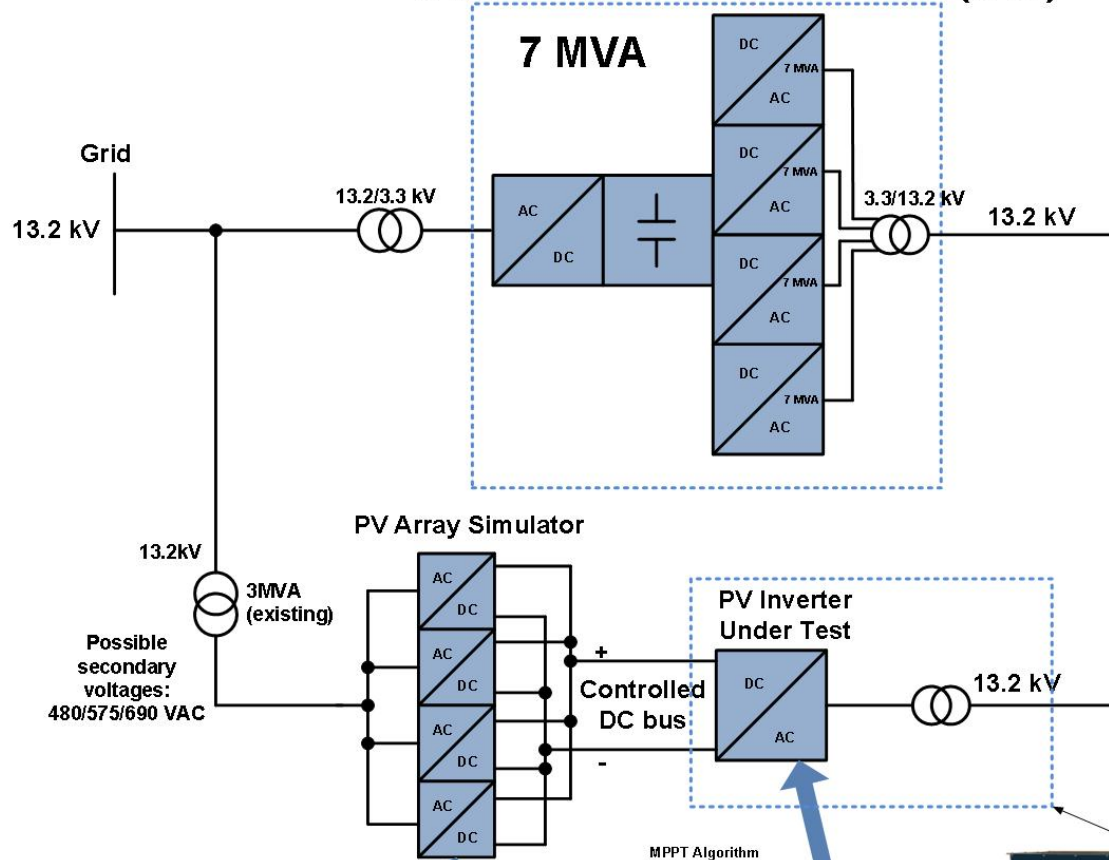 7 MVA
DC
7 MVA
AC
DC
7 MVA
AC
DC
7 MVA
AC
DC
7 MVA
AC
Grid
13.2 kV
13.2/3.3 kV
AC
DC
3.3/13.2 kV
13.2 kV
PV Array Simulator
13.2kV
3MVA
(existing)
Possible
secondary
voltages:
480/575/690 VAC
AC
DC
AC
DC
AC
DC
AC
DC
+
Controlled
DC bus
-
PV Inverter
Under Test
DC
AC
13.2 kV
MPPT Algorithm